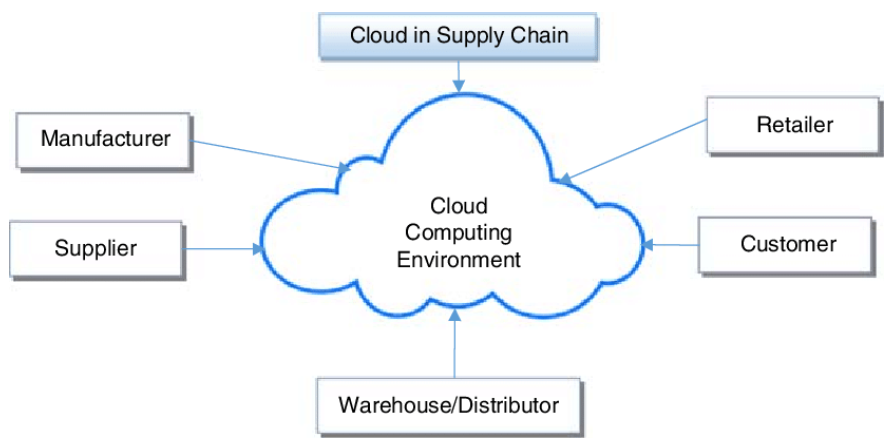 Cloud in Supply Chain
Manufacturer
Retailer
Supplier
Cloud
Computing
Environment
Customer
Warehouse/Distributor